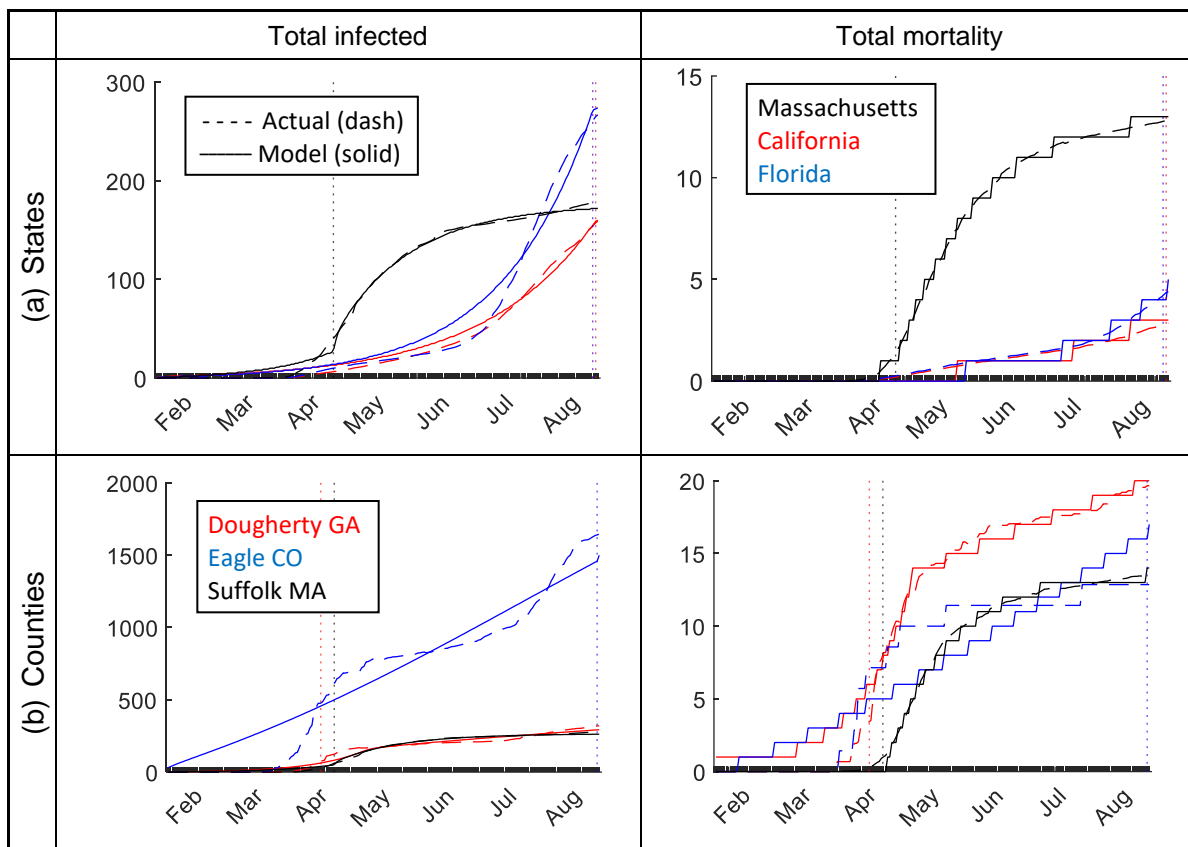 Total infected
Total mortality
(a) States
300
200
100
0
Actual (dash)
Model (solid)
Feb Mar Apr May Jun Jul Aug
15
10
5
0
Massachusetts
California
Florida
Feb Mar Apr May Jun Jul Aug
(b) Counties
2000
1500
1000
500
0
Dougherty GA
Eagle CO
Suffolk MA
Feb Mar Apr May Jun Jul Aug
20
15
10
5
0
Feb Mar Apr May Jun Jul Aug